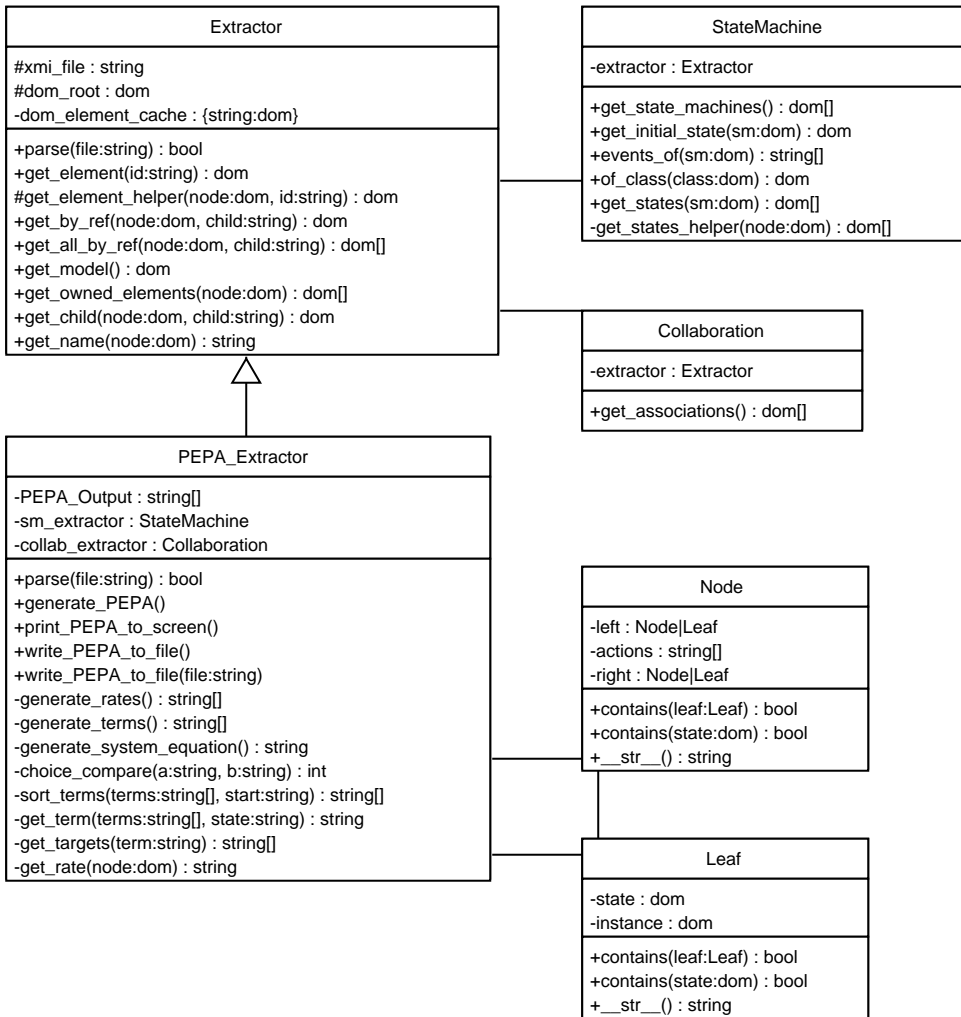 Extractor
#xmi_file : string
#dom_root : dom
-dom_element_cache : {string:dom}
+parse(file:string) : bool
+get_element(id:string) : dom
#get_element_helper(node:dom, id:string) : dom
+get_by_ref(node:dom, child:string) : dom
+get_all_by_ref(node:dom, child:string) : dom[]
+get_model() : dom
+get_owned_elements(node:dom) : dom[]
+get_child(node:dom, child:string) : dom
+get_name(node:dom) : string
StateMachine
-extractor : Extractor
+get_state_machines() : dom[]
+get_initial_state(sm:dom) : dom
+events_of(sm:dom) : string[]
+of_class(class:dom) : dom
+get_states(sm:dom) : dom[]
-get_states_helper(node:dom) : dom[]
Collaboration
-extractor : Extractor
+get_associations() : dom[]
PEPA_Extractor
-PEPA_Output : string[]
-sm_extractor : StateMachine
-collab_extractor : Collaboration
+parse(file:string) : bool
+generate_PEPA()
+print_PEPA_to_screen()
+write_PEPA_to_file()
+write_PEPA_to_file(file:string)
-generate_rates() : string[]
-generate_terms() : string[]
-generate_system_equation() : string
-choice_compare(a:string, b:string) : int
-sort_terms(terms:string[], start:string) : string[]
-get_term(terms:string[], state:string) : string
-get_targets(term:string) : string[]
-get_rate(node:dom) : string
Node
-left : Node|Leaf
-actions : string[]
-right : Node|Leaf
+contains(leaf:Leaf) : bool
+contains(state:dom) : bool
+__str__() : string
Leaf
-state : dom
-instance : dom
+contains(leaf:Leaf) : bool
+contains(state:dom) : bool
+__str__() : string